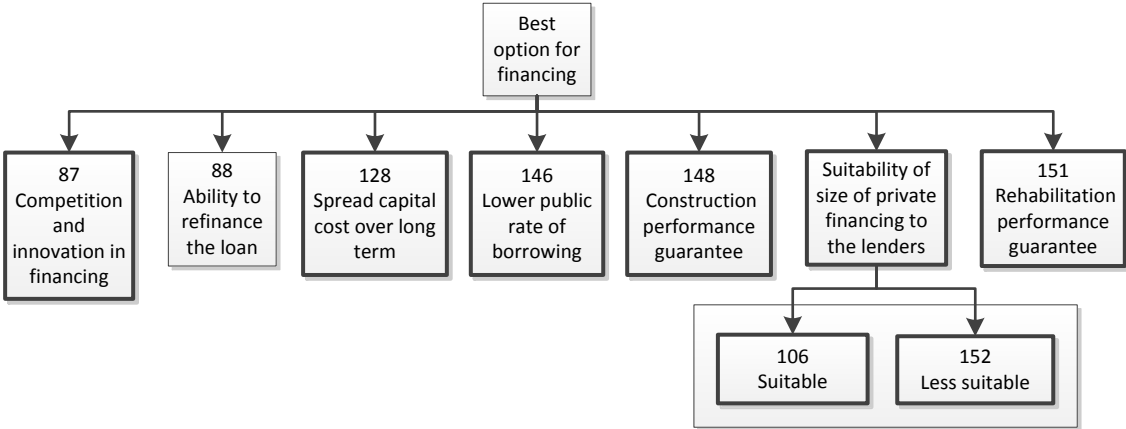 Best
option for
financing
87
Competition
and
innovation in
financing
88
Ability to
refinance
the loan
128
Spread capital
cost over long
term
146
Lower public
rate of
borrowing
148
Construction
performance
guarantee
Suitability of
size of private
financing to
the lenders
151
Rehabilitation
performance
guarantee
106
Suitable
152
Less suitable